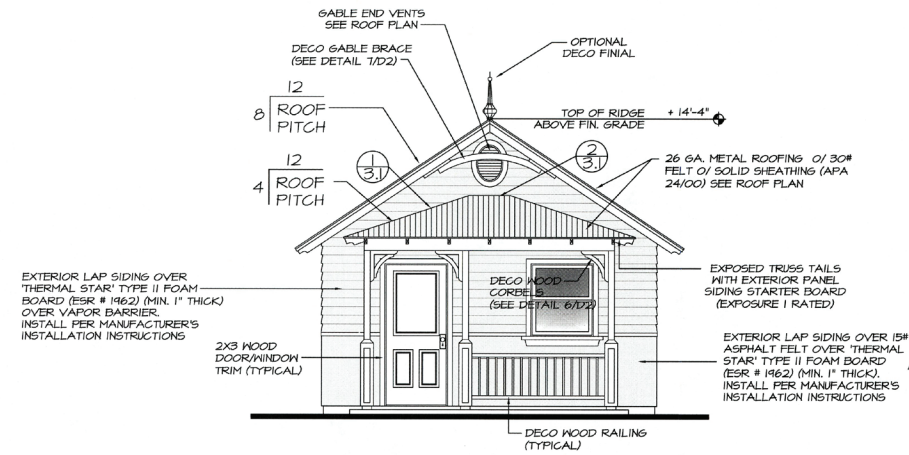 GABLE END VENTS
SEE ROOF PLAN
OPTIONAL
DECO FINIAL
DECO GABLE BRACE
(SEE DETAIL 7/D2)
12
8 ROOF
PITCH
TOP OF RIDGE
ABOVE FIN. GRADE
+ 14'-4"
12
4 ROOF
PITCH
1
3.1
2
3.1
26 GA. METAL ROOFING O/ 30#
FELT O/ SOLID SHEATHING (APA
24/00) SEE ROOF PLAN
EXTERIOR LAP SIDING OVER
'THERMAL STAR' TYPE II FOAM
BOARD (ESR # 1962) (MIN. 1" THICK)
OVER VAPOR BARRIER.
INSTALL PER MANUFACTURER'S
INSTALLATION INSTRUCTIONS
DECO WOOD
CORBELS
(SEE DETAIL 6/D2)
EXPOSED TRUSS TAILS
WITH EXTERIOR PANEL
SIDING STARTER BOARD
(EXPOSURE 1 RATED)
2X3 WOOD
DOOR/WINDOW
TRIM (TYPICAL)
EXTERIOR LAP SIDING OVER 15#
ASPHALT FELT OVER 'THERMAL
STAR' TYPE II FOAM BOARD
(ESR # 1962) (MIN. 1" THICK).
INSTALL PER MANUFACTURER'S
INSTALLATION INSTRUCTIONS
DECO WOOD RAILING
(TYPICAL)